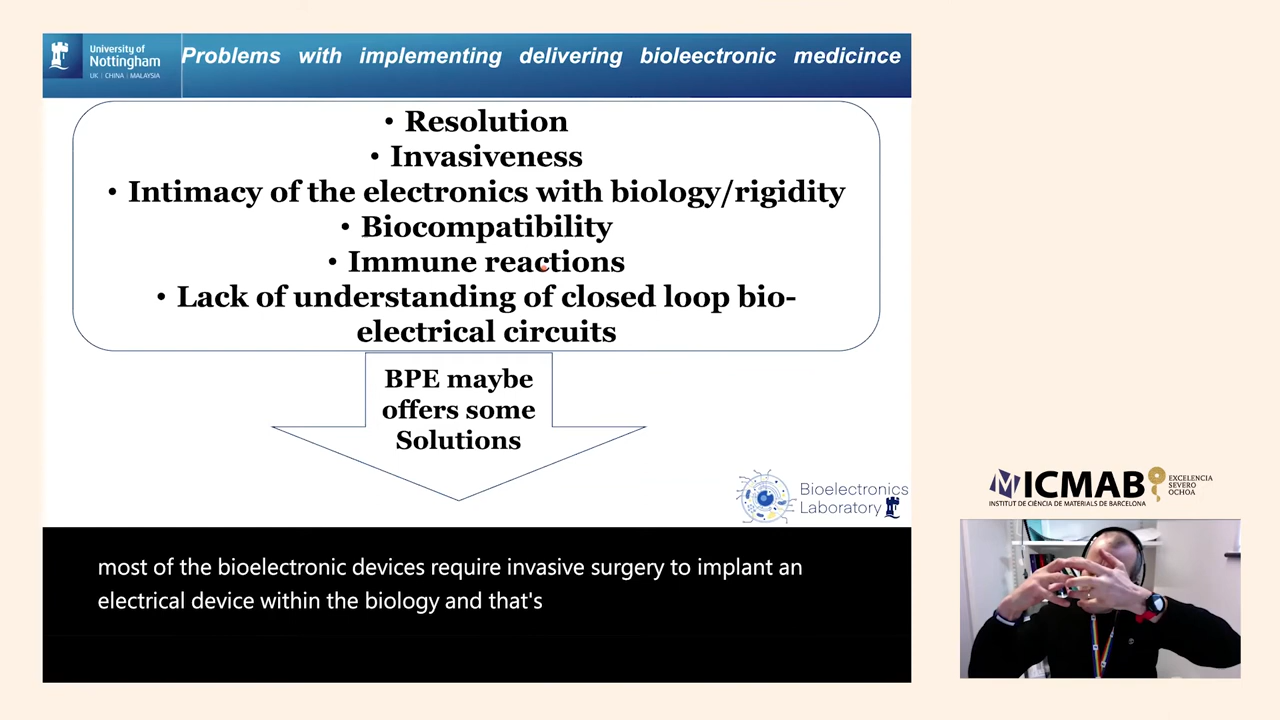 University of
Nottingham
UK | CHINA | MALAYSIA
Problems with implementing delivering bioleectronic medicince
• Resolution
• Invasiveness
• Intimacy of the electronics with biology/rigidity
• Biocompatibility
• Immune reactions
• Lack of understanding of closed loop bio-
electrical circuits
BPE maybe
offers some
Solutions
Bioelectronics
Laboratory
most of the bioelectronic devices require invasive surgery to implant an
electrical device within the biology and that's
ICMAB
EXCELENCIA
SEVERO
OCHOA
INSTITUT DE CIÈNCIA DE MATERIALS DE BARCELONA